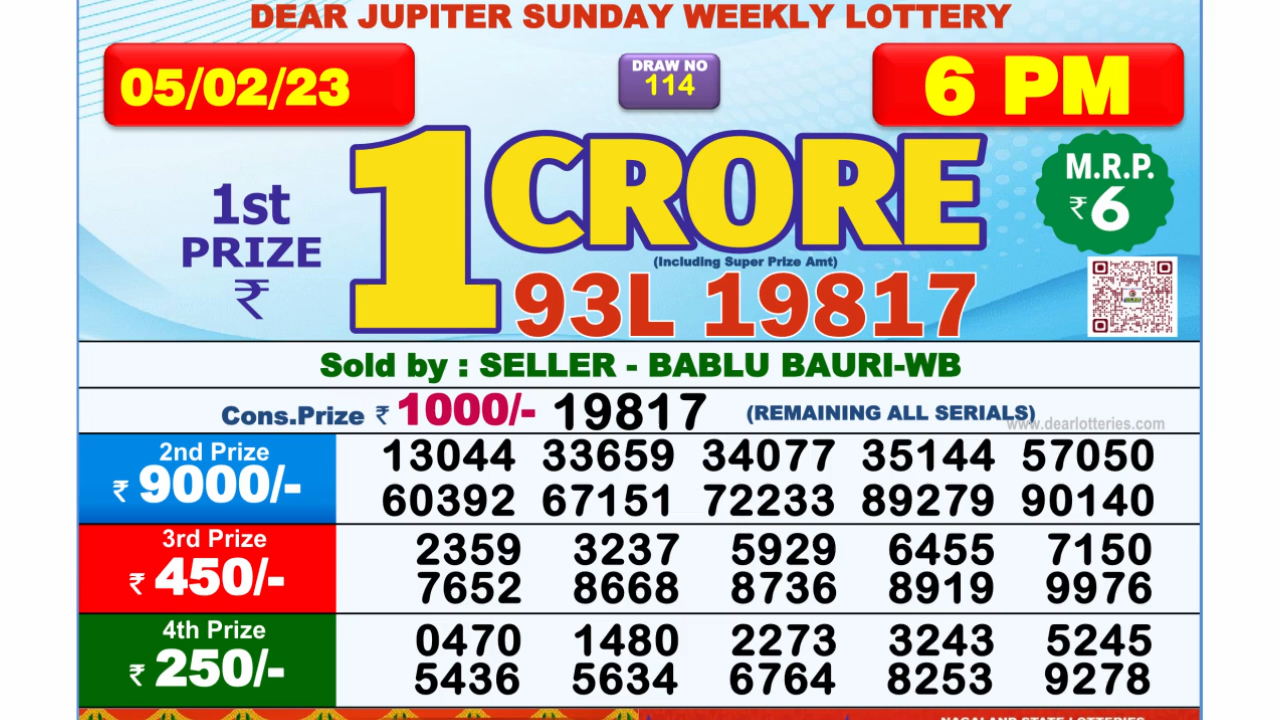 DEAR JUPITER SUNDAY WEEKLY LOTTERY
05/02/23
DRAW NO
114
6 PM
1st
PRIZE
₹
1 CRORE
(Including Super Prize Amt)
93L 19817
M.R.P.
₹ 6
Sold by : SELLER - BABLU BAURI-WB
Cons.Prize ₹ 1000/- 19817 (REMAINING ALL SERIALS)
www.dearlotteries.com
2nd Prize
₹ 9000/-
13044 33659 34077 35144 57050
60392 67151 72233 89279 90140
3rd Prize
₹ 450/-
2359 3237 5929 6455 7150
7652 8668 8736 8919 9976
4th Prize
₹ 250/-
0470 1480 2273 3243 5245
5436 5634 6764 8253 9278
NAGALAND STATE LOTTERIES